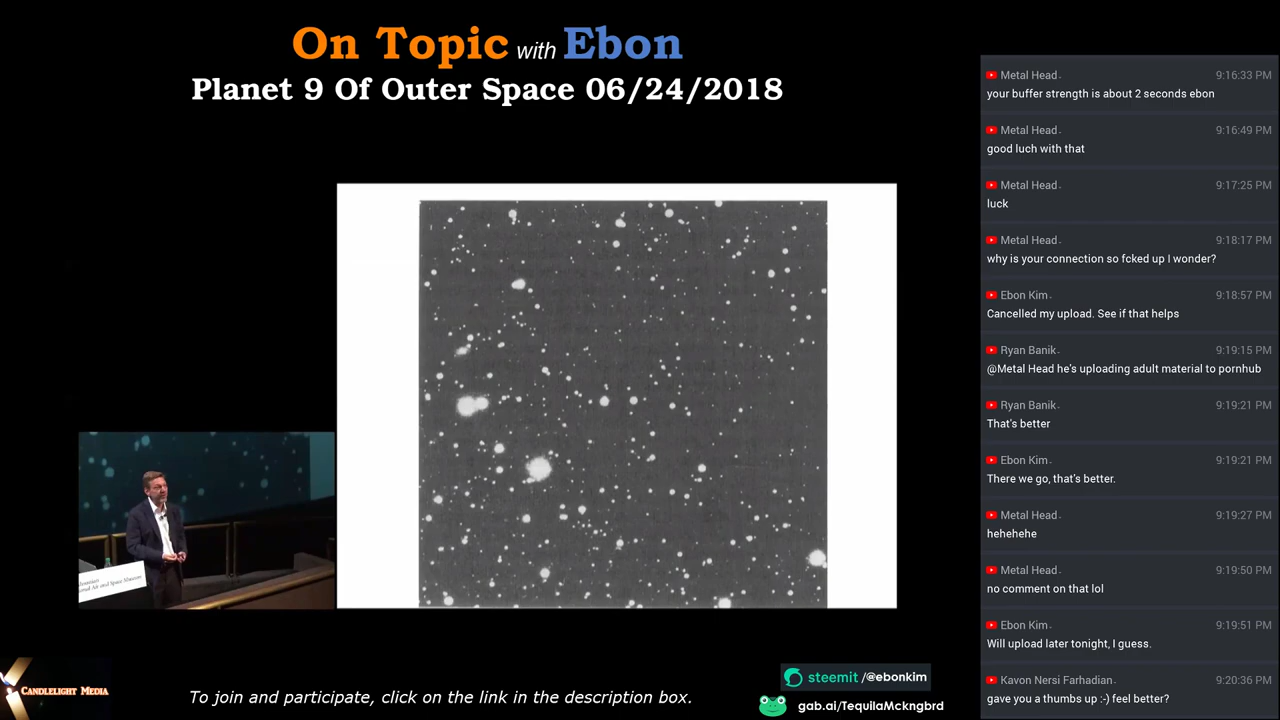 On Topic with Ebon
Planet 9 Of Outer Space 06/24/2018
Metal Head 9:16:33 PM
your buffer strength is about 2 seconds ebon
Metal Head 9:16:49 PM
good luch with that
Metal Head 9:17:25 PM
luck
Metal Head 9:18:17 PM
why is your connection so fcked up I wonder?
Ebon Kim 9:18:57 PM
Cancelled my upload. See if that helps
Ryan Banik 9:19:15 PM
@Metal Head he's uploading adult material to pornhub
Ryan Banik 9:19:21 PM
That's better
Ebon Kim 9:19:21 PM
There we go, that's better.
Metal Head 9:19:27 PM
hehehehe
Metal Head 9:19:50 PM
no comment on that lol
Ebon Kim 9:19:51 PM
Will upload later tonight, I guess.
Kavon Nersi Farhadian 9:20:36 PM
gave you a thumbs up :-) feel better?
Air and Space Museum
CANDLELIGHT MEDIA
To join and participate, click on the link in the description box.
steemit /@ebonkim
gab.ai/TequilaMckngbrd